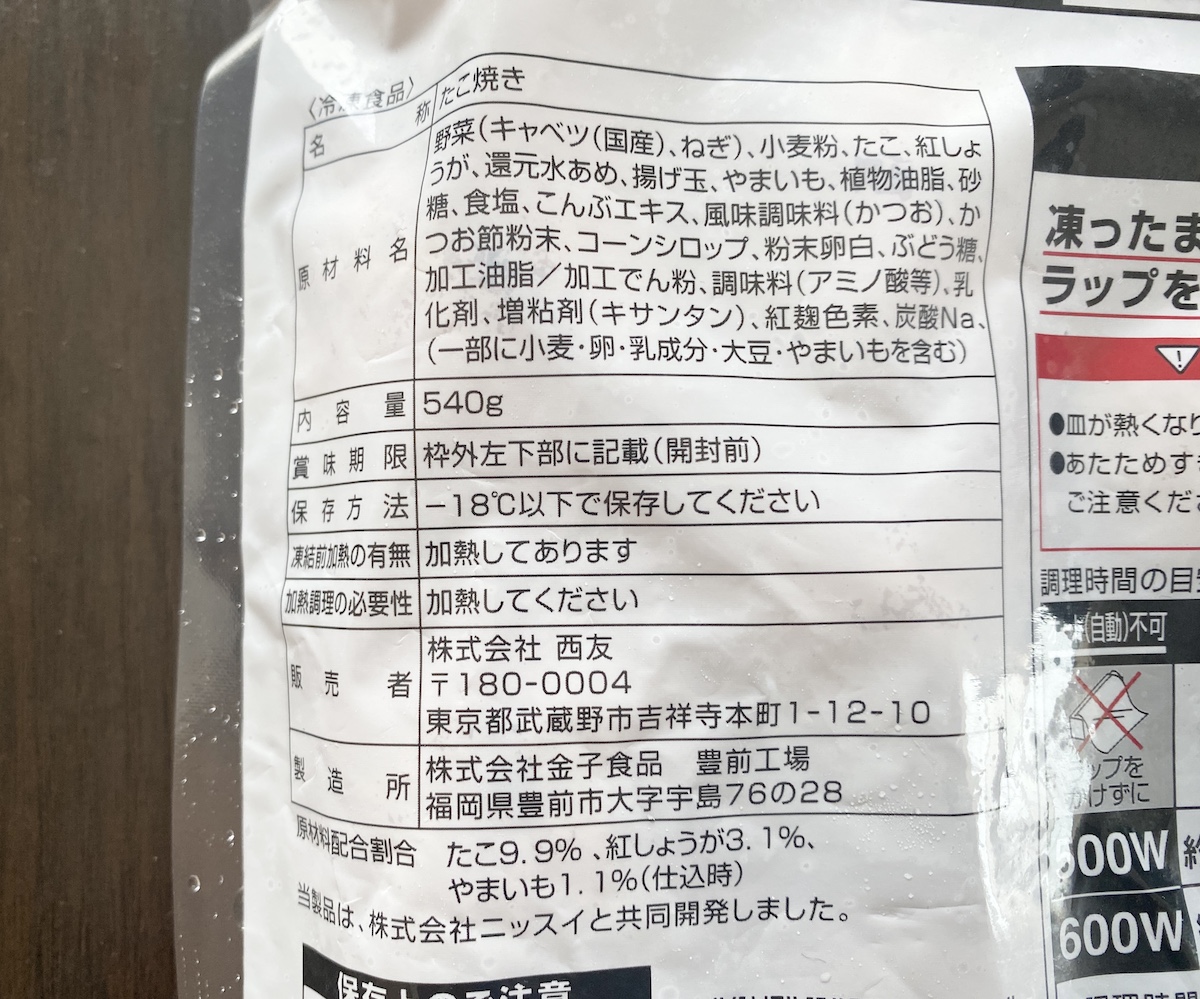 〈冷凍食品〉
名称 たこ焼き
原材料名 野菜(キャベツ(国産)、ねぎ)、小麦粉、たこ、紅しょ
うが、還元水あめ、揚げ玉、やまいも、植物油脂、砂
糖、食塩、こんぶエキス、風味調味料(かつお)、か
つお節粉末、コーンシロップ、粉末卵白、ぶどう糖、
加工油脂/加工でん粉、調味料(アミノ酸等)、乳
化剤、増粘剤(キサンタン)、紅麹色素、炭酸Na、
(一部に小麦・卵・乳成分・大豆・やまいもを含む)
内容量 540g
賞味期限 枠外左下部に記載(開封前)
保存方法 −18℃以下で保存してください
凍結前加熱の有無 加熱してあります
加熱調理の必要性 加熱してください
販売者 株式会社 西友
〒180-0004
東京都武蔵野市吉祥寺本町1-12-10
製造所 株式会社金子食品 豊前工場
福岡県豊前市大字宇島76の28
原材料配合割合 たこ9.9%、紅しょうが3.1%、
やまいも1.1%(仕込時)
当製品は、株式会社ニッスイと共同開発しました。
保存上のご注意
凍ったま
ラップを
●皿が熱くなり
●あたためす
ご注意くだ
調理時間の目安
(自動)不可
ラップを
かけずに
500W 約
600W
調理時間